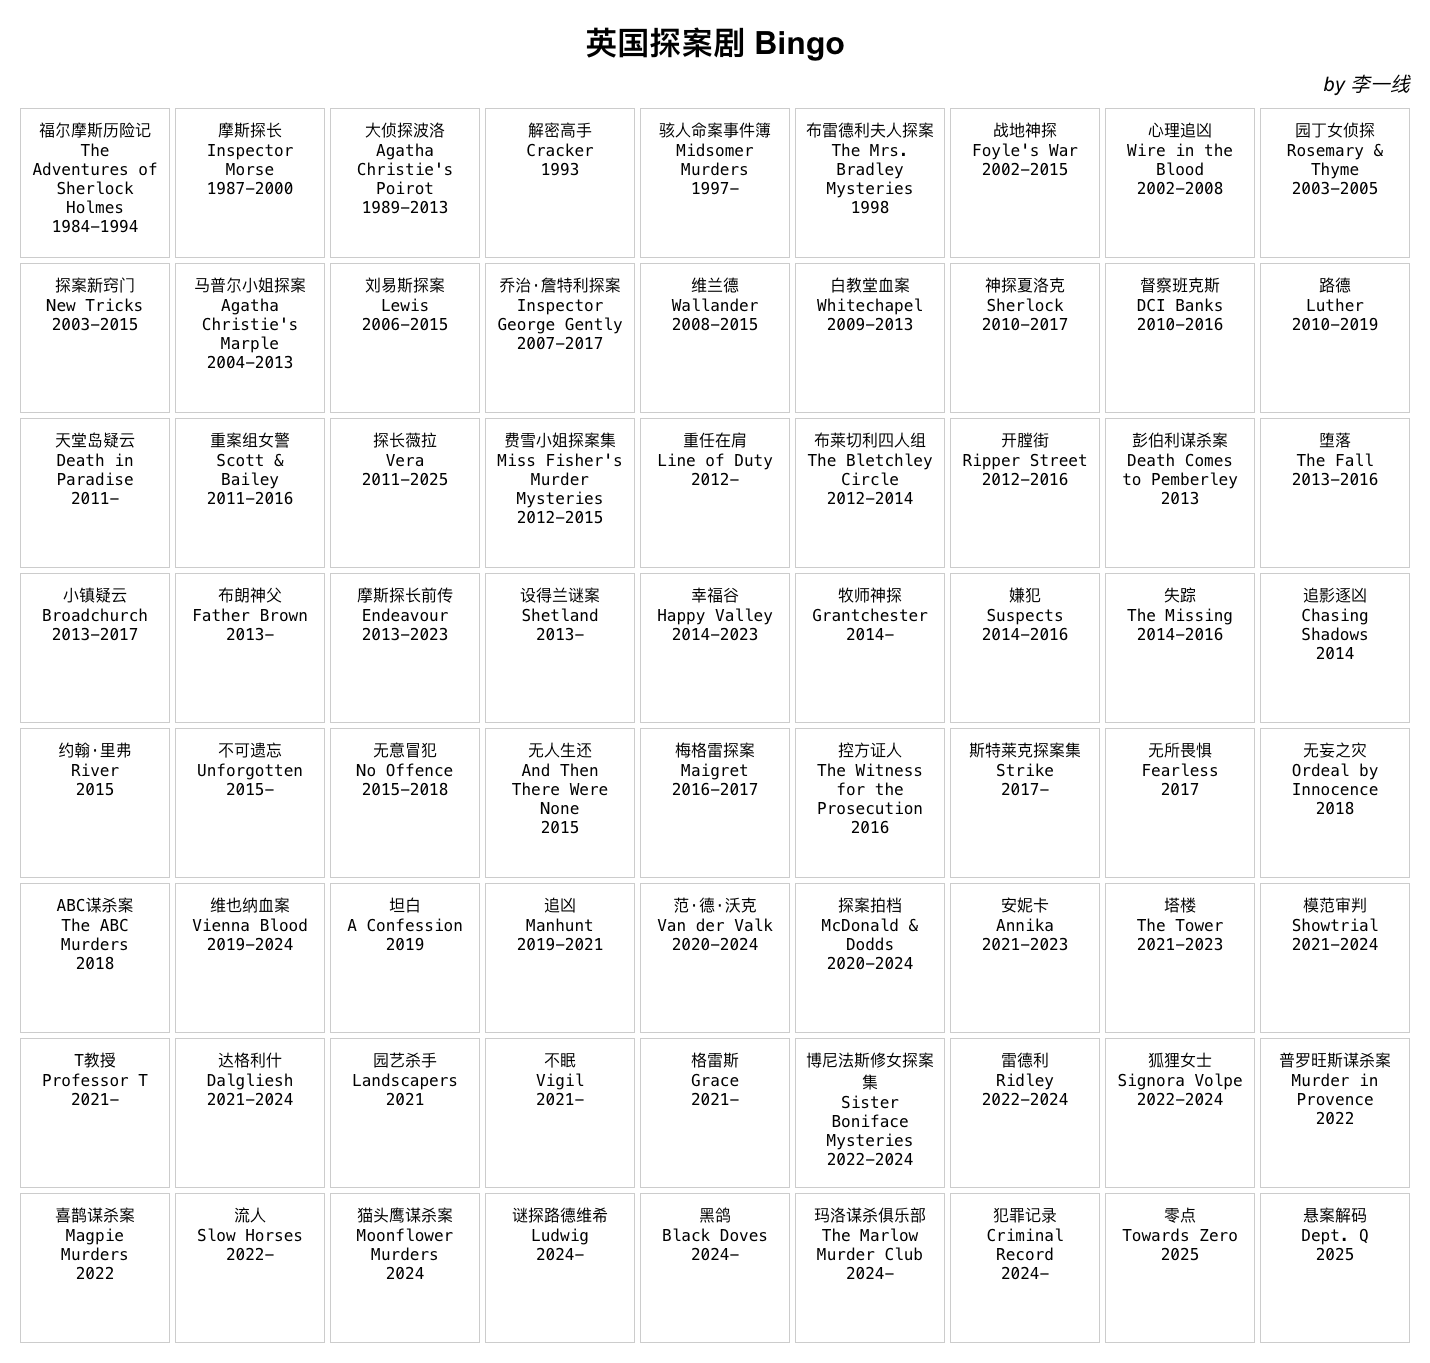 英国探案剧 Bingo
by 李一线
福尔摩斯历险记
The
Adventures of
Sherlock
Holmes
1984–1994
摩斯探长
Inspector
Morse
1987–2000
大侦探波洛
Agatha
Christie's
Poirot
1989–2013
解密高手
Cracker
1993
骇人命案事件簿
Midsomer
Murders
1997–
布雷德利夫人探案
The Mrs.
Bradley
Mysteries
1998
战地神探
Foyle's War
2002–2015
心理追凶
Wire in the
Blood
2002–2008
园丁女侦探
Rosemary &
Thyme
2003–2005
探案新窍门
New Tricks
2003–2015
马普尔小姐探案
Agatha
Christie's
Marple
2004–2013
刘易斯探案
Lewis
2006–2015
乔治·詹特利探案
Inspector
George Gently
2007–2017
维兰德
Wallander
2008–2015
白教堂血案
Whitechapel
2009–2013
神探夏洛克
Sherlock
2010–2017
督察班克斯
DCI Banks
2010–2016
路德
Luther
2010–2019
天堂岛疑云
Death in
Paradise
2011–
重案组女警
Scott &
Bailey
2011–2016
探长薇拉
Vera
2011–2025
费雪小姐探案集
Miss Fisher's
Murder
Mysteries
2012–2015
重任在肩
Line of Duty
2012–
布莱切利四人组
The Bletchley
Circle
2012–2014
开膛街
Ripper Street
2012–2016
彭伯利谋杀案
Death Comes
to Pemberley
2013
堕落
The Fall
2013–2016
小镇疑云
Broadchurch
2013–2017
布朗神父
Father Brown
2013–
摩斯探长前传
Endeavour
2013–2023
设得兰谜案
Shetland
2013–
幸福谷
Happy Valley
2014–2023
牧师神探
Grantchester
2014–
嫌犯
Suspects
2014–2016
失踪
The Missing
2014–2016
追影逐凶
Chasing
Shadows
2014
约翰·里弗
River
2015
不可遗忘
Unforgotten
2015–
无意冒犯
No Offence
2015–2018
无人生还
And Then
There Were
None
2015
梅格雷探案
Maigret
2016–2017
控方证人
The Witness
for the
Prosecution
2016
斯特莱克探案集
Strike
2017–
无所畏惧
Fearless
2017
无妄之灾
Ordeal by
Innocence
2018
ABC谋杀案
The ABC
Murders
2018
维也纳血案
Vienna Blood
2019–2024
坦白
A Confession
2019
追凶
Manhunt
2019–2021
范·德·沃克
Van der Valk
2020–2024
探案拍档
McDonald &
Dodds
2020–2024
安妮卡
Annika
2021–2023
塔楼
The Tower
2021–2023
模范审判
Showtrial
2021–2024
T教授
Professor T
2021–
达格利什
Dalgliesh
2021–2024
园艺杀手
Landscapers
2021
不眠
Vigil
2021–
格雷斯
Grace
2021–
博尼法斯修女探案
集
Sister
Boniface
Mysteries
2022–2024
雷德利
Ridley
2022–2024
狐狸女士
Signora Volpe
2022–2024
普罗旺斯谋杀案
Murder in
Provence
2022
喜鹊谋杀案
Magpie
Murders
2022
流人
Slow Horses
2022–
猫头鹰谋杀案
Moonflower
Murders
2024
谜探路德维希
Ludwig
2024–
黑鸽
Black Doves
2024–
玛洛谋杀俱乐部
The Marlow
Murder Club
2024–
犯罪记录
Criminal
Record
2024–
零点
Towards Zero
2025
悬案解码
Dept. Q
2025